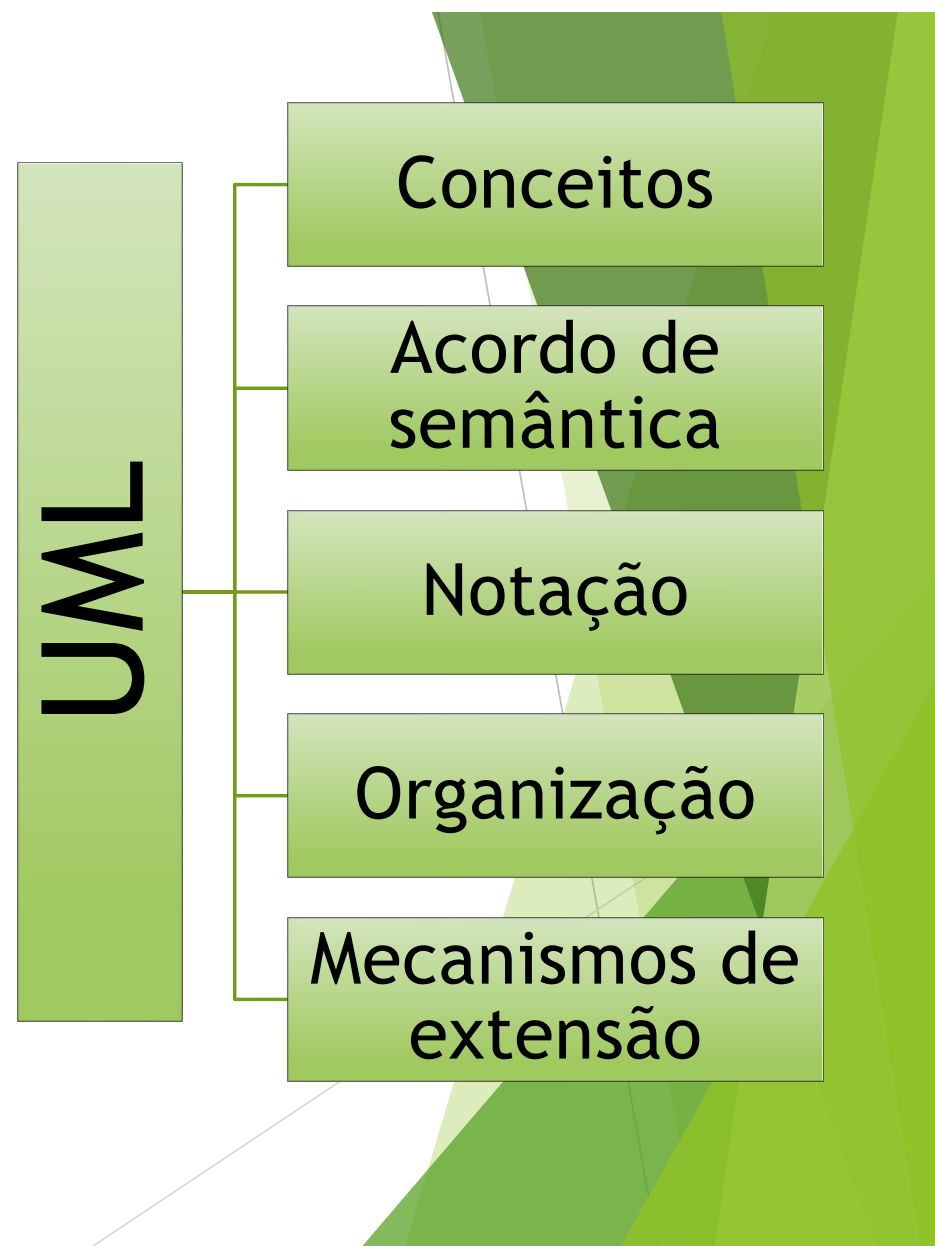 UML
Conceitos
Acordo de
semântica
Notação
Organização
Mecanismos de
extensão